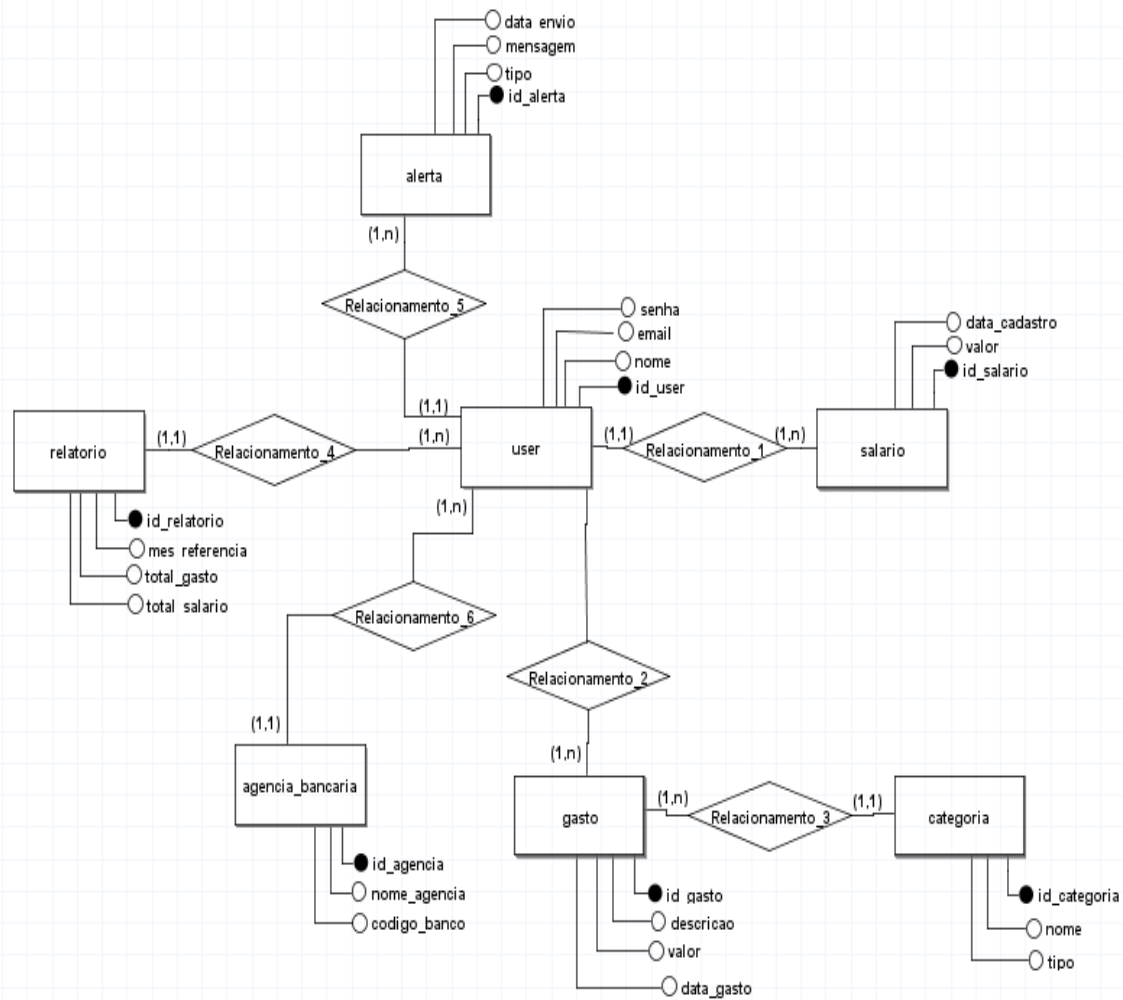 data envio
mensagem
tipo
id_alerta
alerta
(1,n)
Relacionamento_5
(1,1)
senha
email
nome
id_user
user
data_cadastro
valor
id_salario
salario
(1,1)
Relacionamento_1
(1,n)
relatorio
(1,1)
Relacionamento_4
(1,n)
id_relatorio
mes referencia
total_gasto
total salario
(1,n)
Relacionamento_6
(1,1)
agencia_bancaria
id_agencia
nome_agencia
codigo_banco
Relacionamento_2
(1,n)
gasto
(1,n)
Relacionamento_3
(1,1)
categoria
id_gasto
descricao
valor
data_gasto
id_categoria
nome
tipo